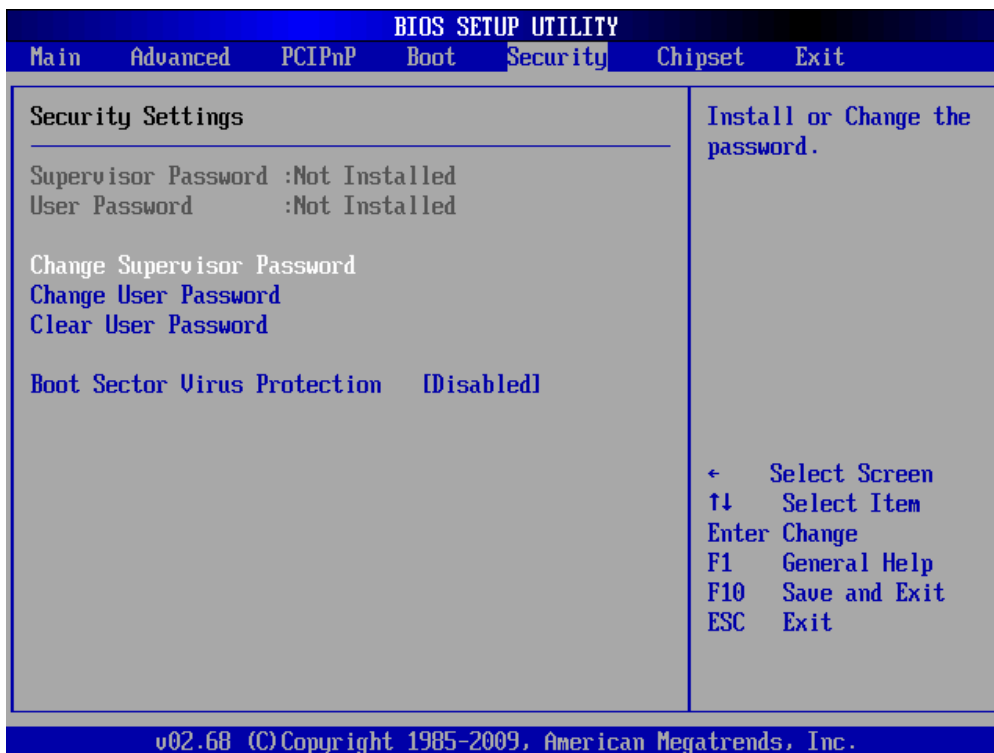 BIOS SETUP UTILITY
Main Advanced PCIPnP Boot Security Chipset Exit
Security Settings
Supervisor Password :Not Installed
User Password :Not Installed
Change Supervisor Password
Change User Password
Clear User Password
Boot Sector Virus Protection [Disabled]
Install or Change the
password.
← Select Screen
↑↓ Select Item
Enter Change
F1 General Help
F10 Save and Exit
ESC Exit
v02.68 (C)Copyright 1985-2009, American Megatrends, Inc.